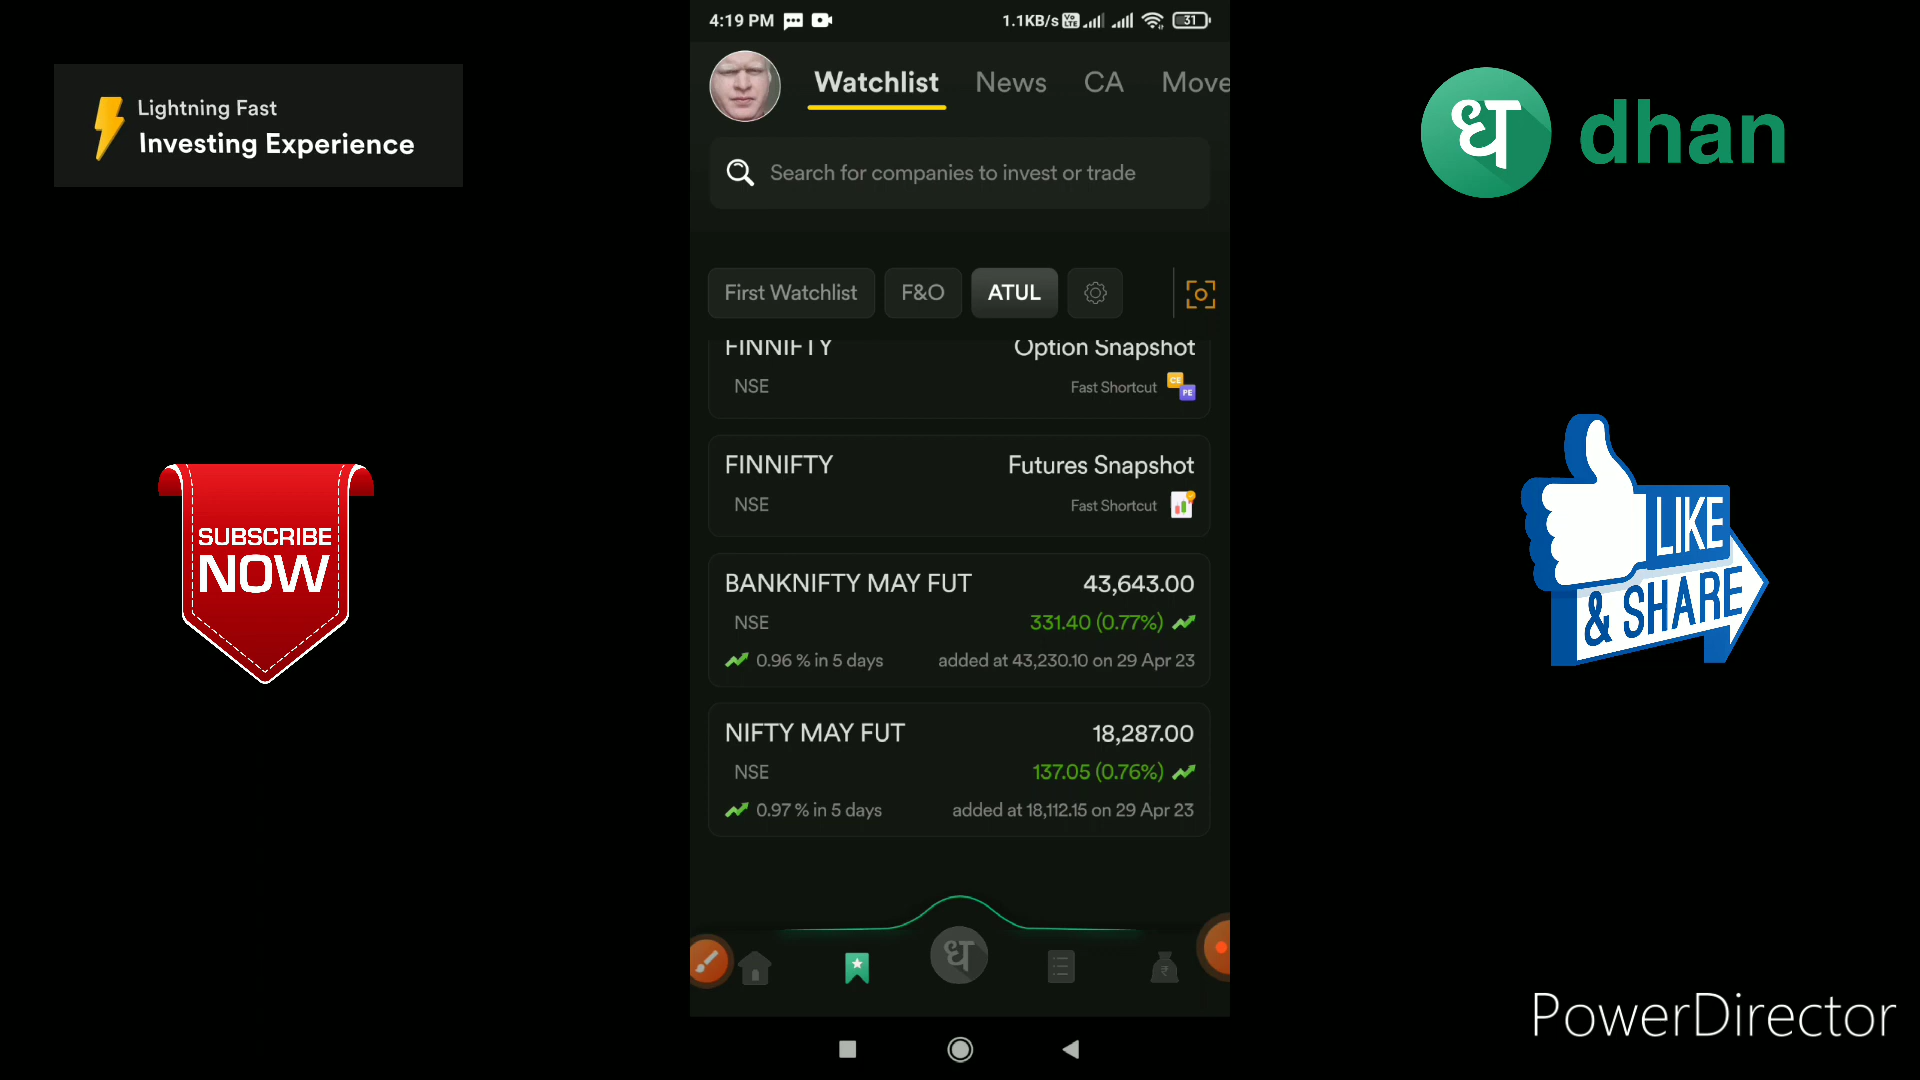 4:19 PM
1.1KB/s
Vo
LTE
31
Lightning Fast
Investing Experience
Watchlist
News
CA
Move
ध dhan
Search for companies to invest or trade
First Watchlist
F&O
ATUL
FINNIFTY
Option Snapshot
NSE
Fast Shortcut
CE
PE
FINNIFTY
Futures Snapshot
NSE
Fast Shortcut
SUBSCRIBE
NOW
LIKE
& SHARE
BANKNIFTY MAY FUT
43,643.00
NSE
331.40 (0.77%)
0.96 % in 5 days
added at 43,230.10 on 29 Apr 23
NIFTY MAY FUT
18,287.00
NSE
137.05 (0.76%)
0.97 % in 5 days
added at 18,112.15 on 29 Apr 23
ध
₹
PowerDirector